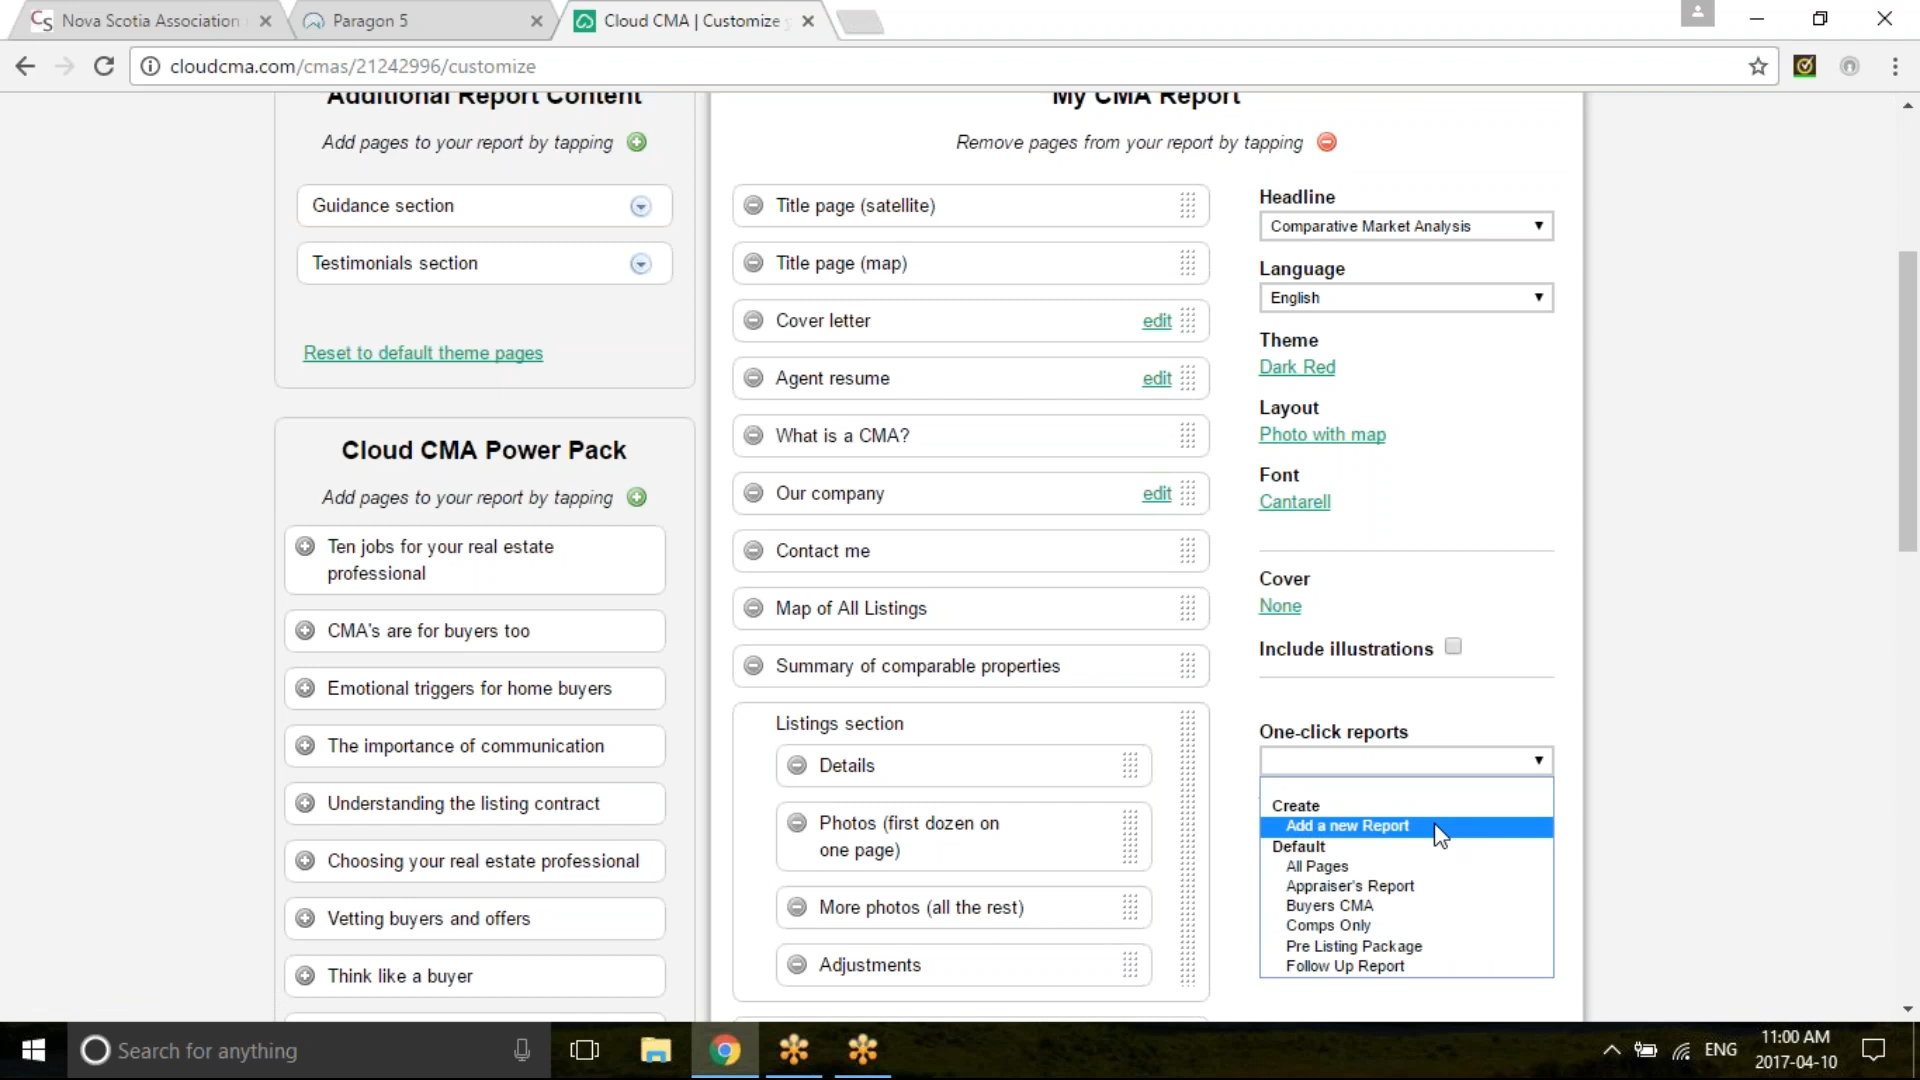 Nova Scotia Association
Paragon 5
Cloud CMA | Customize
cloudcma.com/cmas/21242996/customize
Additional Report Content
Add pages to your report by tapping
Guidance section
Testimonials section
Reset to default theme pages
Cloud CMA Power Pack
Add pages to your report by tapping
Ten jobs for your real estate
professional
CMA's are for buyers too
Emotional triggers for home buyers
The importance of communication
Understanding the listing contract
Choosing your real estate professional
Vetting buyers and offers
Think like a buyer
My CMA Report
Remove pages from your report by tapping
Title page (satellite)
Title page (map)
Cover letter edit
Agent resume edit
What is a CMA?
Our company edit
Contact me
Map of All Listings
Summary of comparable properties
Listings section
Details
Photos (first dozen on
one page)
More photos (all the rest)
Adjustments
Headline
Comparative Market Analysis
Language
English
Theme
Dark Red
Layout
Photo with map
Font
Cantarell
Cover
None
Include illustrations
One-click reports
Create
Add a new Report
Default
All Pages
Appraiser's Report
Buyers CMA
Comps Only
Pre Listing Package
Follow Up Report
Search for anything
ENG
11:00 AM
2017-04-10